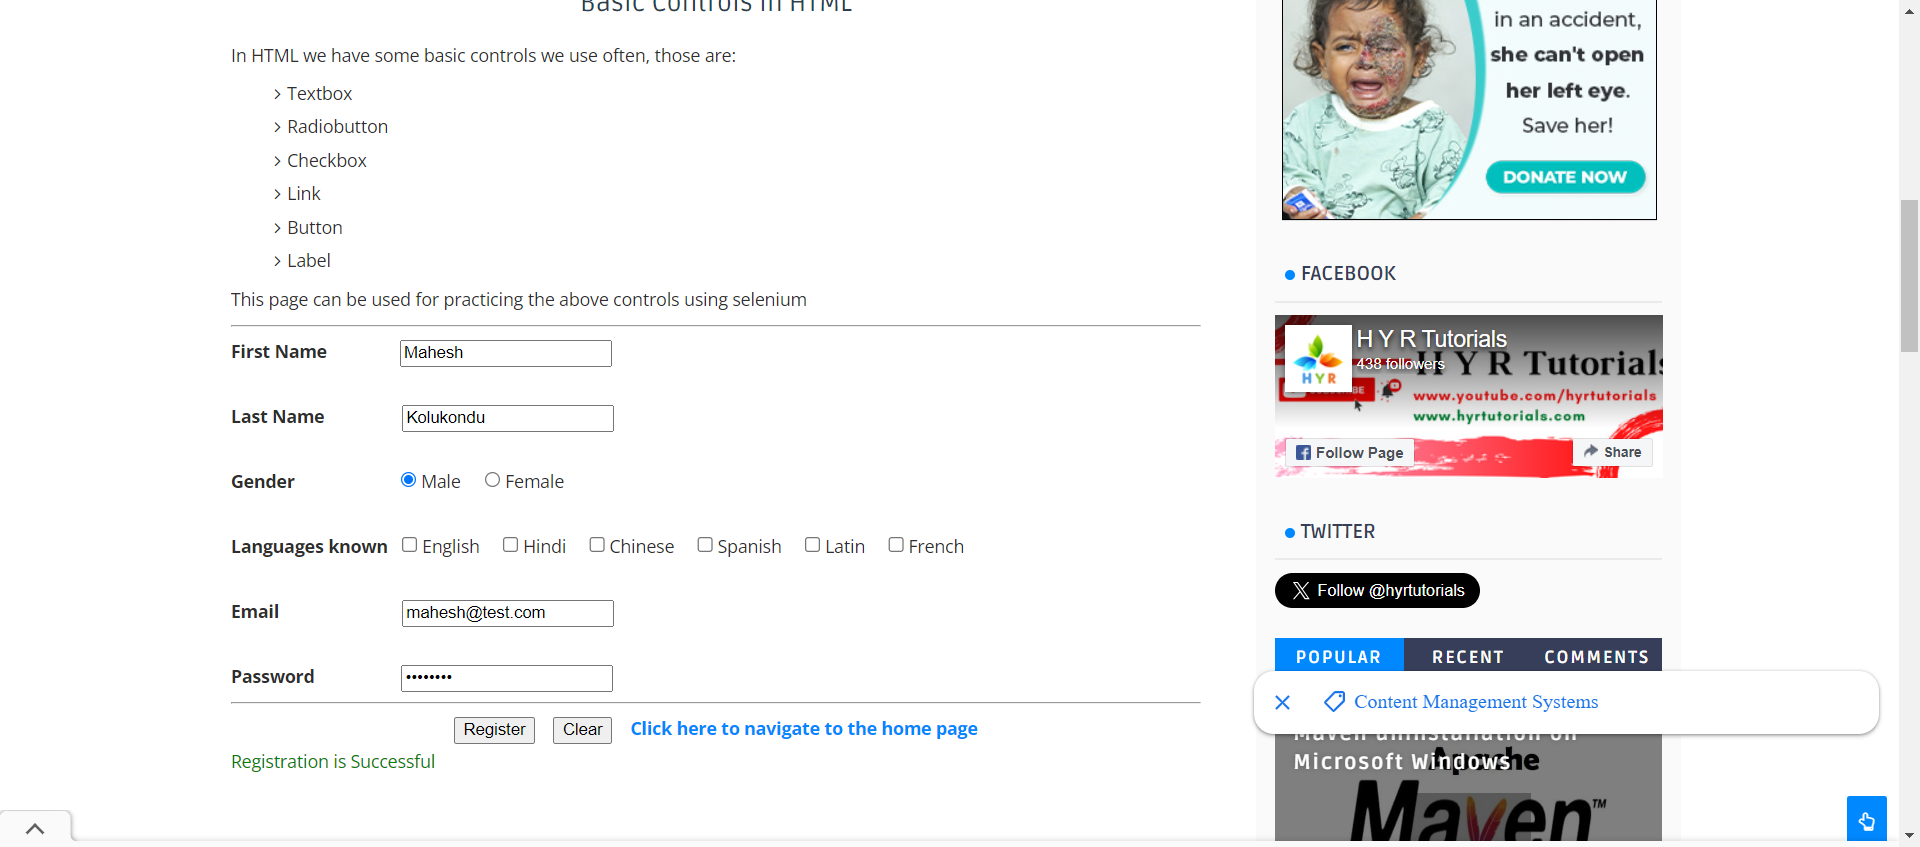 Basic Controls in HTML
In HTML we have some basic controls we use often, those are:
Textbox
Radiobutton
Checkbox
Link
Button
Label
This page can be used for practicing the above controls using selenium
First Name Mahesh
Last Name Kolukondu
Gender Male Female
Languages known English Hindi Chinese Spanish Latin French
Email mahesh@test.com
Password ••••••••
Register Clear Click here to navigate to the home page
Registration is Successful
in an accident,
she can't open
her left eye.
Save her!
DONATE NOW
FACEBOOK
H Y R Tutorials
438 followers
H Y R Tutorials
HYR
www.youtube.com/hyrtutorials
www.hyrtutorials.com
Follow Page Share
TWITTER
Follow @hyrtutorials
POPULAR RECENT COMMENTS
Content Management Systems
Maven uninstallation on
Microsoft Windows
Apache
Maven™